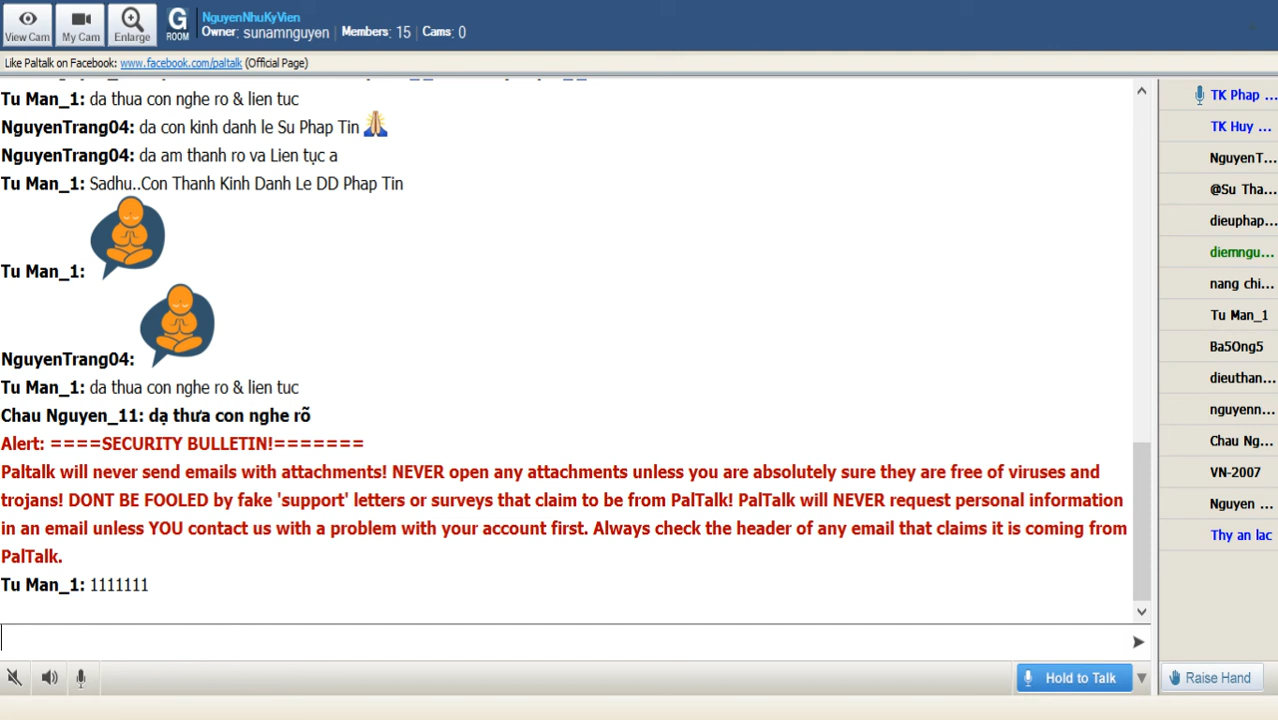 View Cam
My Cam
Enlarge
G
ROOM
NguyenNhuKyVien
Owner: sunamnguyen Members: 15 Cams: 0
Like Paltalk on Facebook: www.facebook.com/paltalk (Official Page)
Tu Man_1: da thua con nghe ro & lien tuc
NguyenTrang04: da con kinh danh le Su Phap Tin
NguyenTrang04: da am thanh ro va Lien tục a
Tu Man_1: Sadhu..Con Thanh Kinh Danh Le DD Phap Tin
Tu Man_1:
NguyenTrang04:
Tu Man_1: da thua con nghe ro & lien tuc
Chau Nguyen_11: dạ thưa con nghe rõ
Alert: ====SECURITY BULLETIN!=======
Paltalk will never send emails with attachments! NEVER open any attachments unless you are absolutely sure they are free of viruses and
trojans! DONT BE FOOLED by fake 'support' letters or surveys that claim to be from PalTalk! PalTalk will NEVER request personal information
in an email unless YOU contact us with a problem with your account first. Always check the header of any email that claims it is coming from
PalTalk.
Tu Man_1: 1111111
Hold to Talk
TK Phap ...
TK Huy ...
NguyenT...
@Su Tha...
dieuphap...
diemngu...
nang chi...
Tu Man_1
Ba5Ong5
dieuthan...
nguyenn...
Chau Ng...
VN-2007
Nguyen ...
Thy an lac
Raise Hand